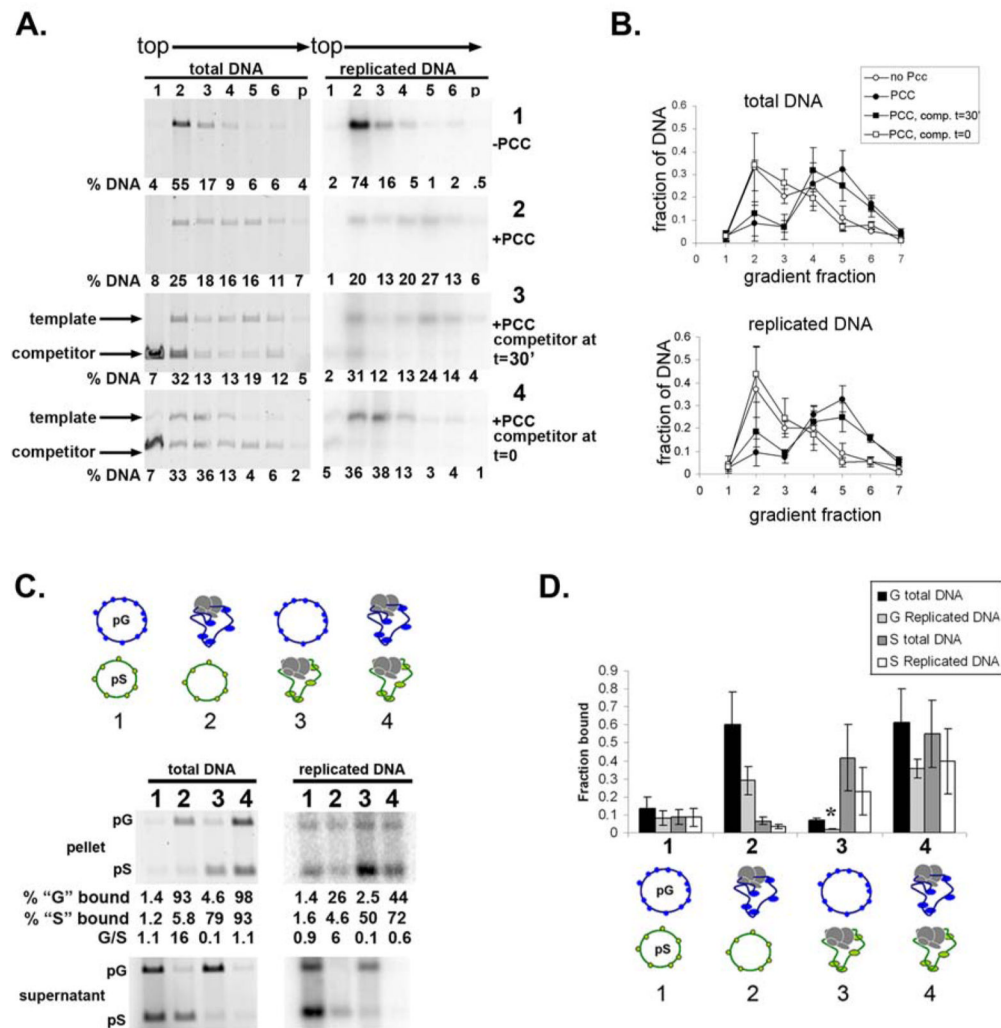 A.
top
top
total DNA
replicated DNA
1 2 3 4 5 6 p
1 2 3 4 5 6 p
1
-PCC
% DNA 4 55 17 9 6 6 4
2 74 16 5 1 2 .5
2
+PCC
% DNA 8 25 18 16 16 11 7
1 20 13 20 27 13 6
template
competitor
3
+PCC
competitor at
t=30'
% DNA 7 32 13 13 19 12 5
2 31 12 13 24 14 4
template
competitor
4
+PCC
competitor at
t=0
% DNA 7 33 36 13 4 6 2
5 36 38 13 3 4 1
B.
no Pcc
PCC
PCC, comp. t=30'
PCC, comp. t=0
total DNA
fraction of DNA
0.6
0.5
0.4
0.3
0.2
0.1
0
0 1 2 3 4 5 6 7
gradient fraction
replicated DNA
fraction of DNA
0.6
0.5
0.4
0.3
0.2
0.1
0
0 1 2 3 4 5 6 7
gradient fraction
C.
pG
pS
1 2 3 4
total DNA
replicated DNA
1 2 3 4
1 2 3 4
pG
pellet
pS
% “G” bound 1.4 93 4.6 98
1.4 26 2.5 44
% “S” bound 1.2 5.8 79 93
1.6 4.6 50 72
G/S 1.1 16 0.1 1.1
0.9 6 0.1 0.6
pG
supernatant
pS
D.
G total DNA
G Replicated DNA
S total DNA
S Replicated DNA
Fraction bound
0.9
0.8
0.7
0.6
0.5
0.4
0.3
0.2
0.1
0
*
1 2 3 4
pG
pS
1 2 3 4